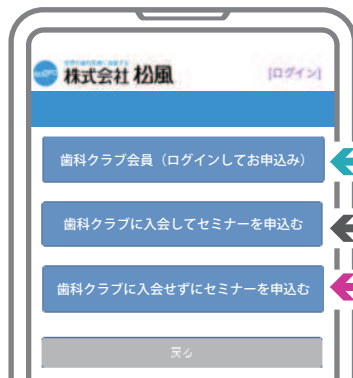 株式会社 松風
[ログイン]
歯科クラブ会員（ログインしてお申込み）
歯科クラブに入会してセミナーを申込む
歯科クラブに入会せずにセミナーを申込む
戻る